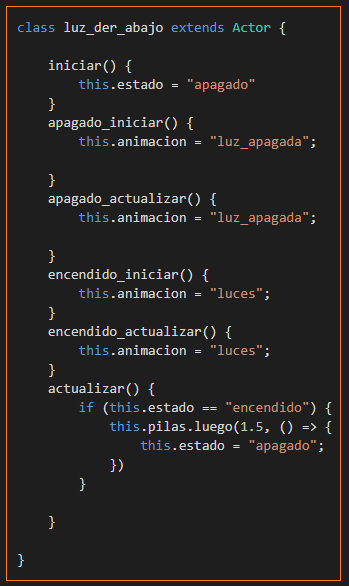 class luz_der_abajo extends Actor {
iniciar() {
this.estado = "apagado"
}
apagado_iniciar() {
this.animacion = "luz_apagada";
}
apagado_actualizar() {
this.animacion = "luz_apagada";
}
encendido_iniciar() {
this.animacion = "luces";
}
encendido_actualizar() {
this.animacion = "luces";
}
actualizar() {
if (this.estado == "encendido") {
this.pilas.luego(1.5, () => {
this.estado = "apagado";
})
}
}
}